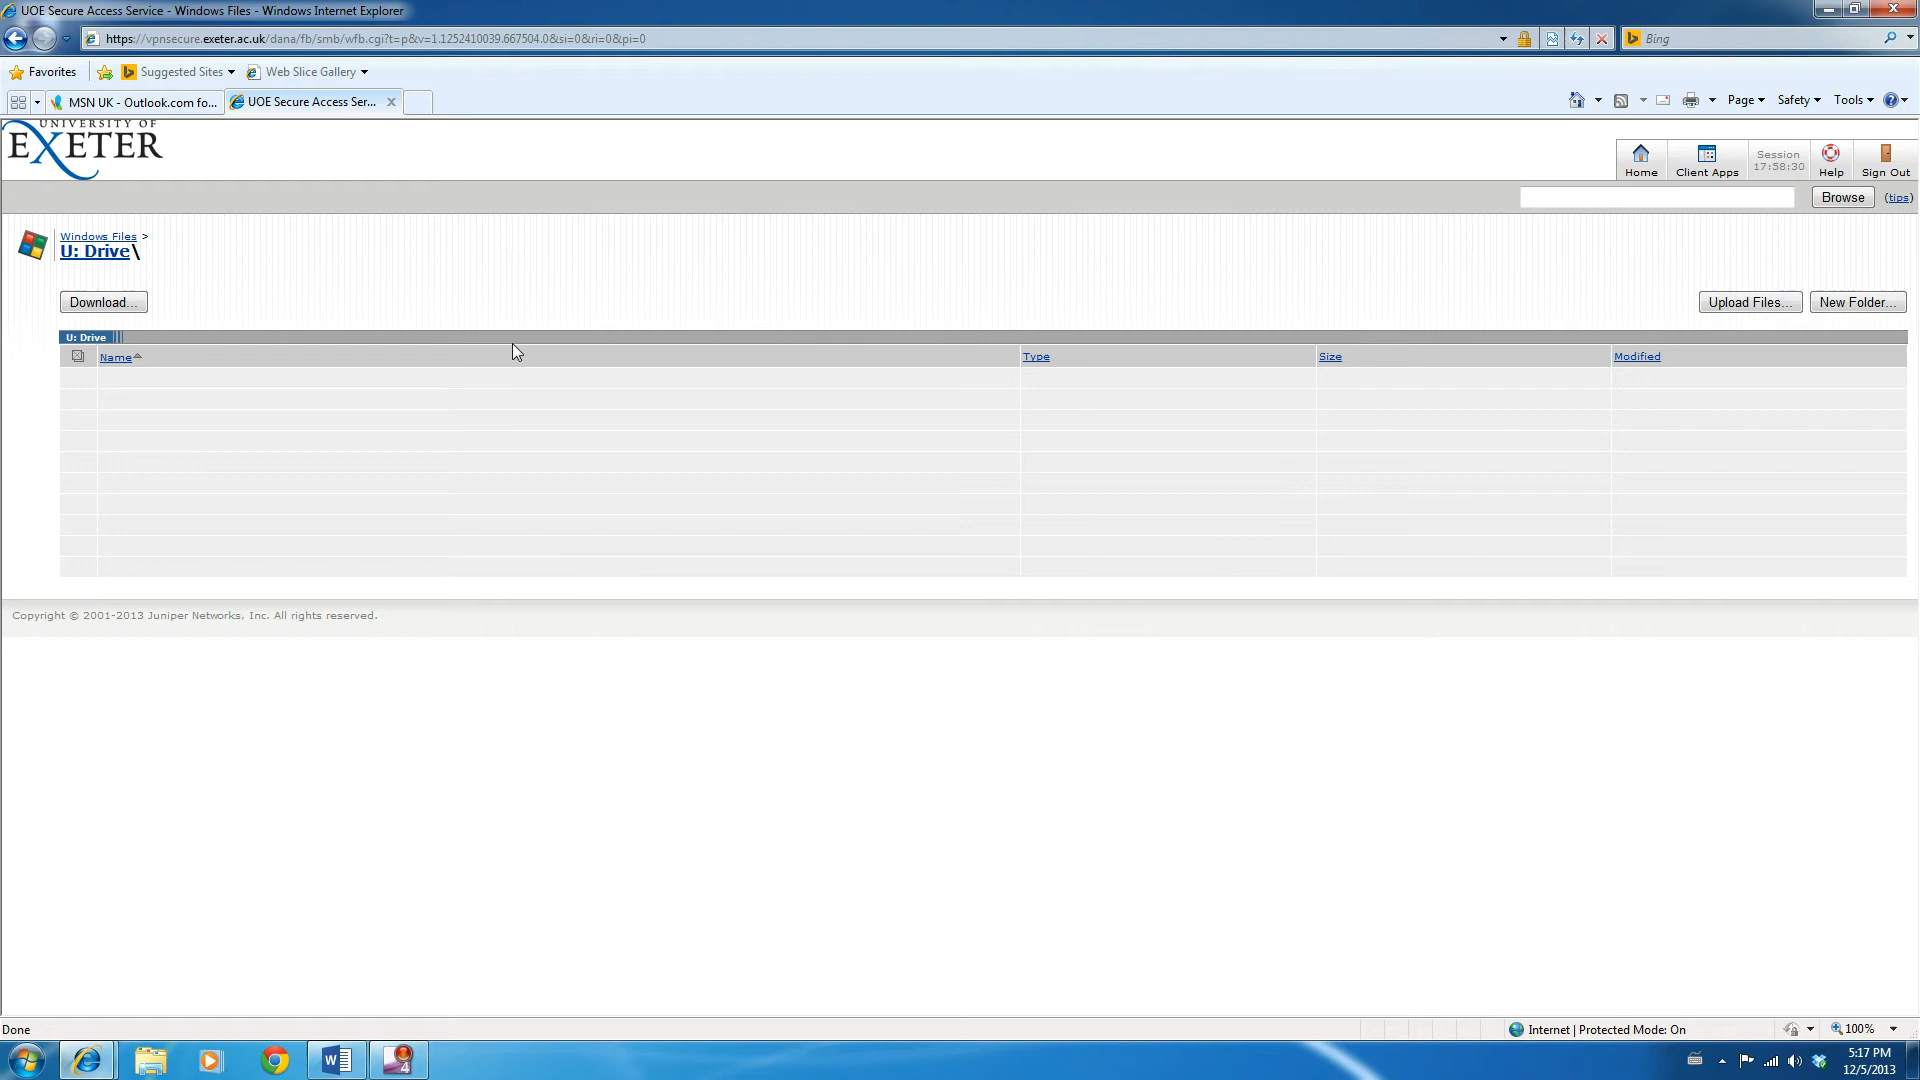 UOE Secure Access Service - Windows Files - Windows Internet Explorer
https://vpnsecure.exeter.ac.uk/dana/fb/smb/wfb.cgi?t=p&v=1.1252410039.667504.0&si=0&ri=0&pi=0
Bing
Favorites Suggested Sites Web Slice Gallery
MSN UK - Outlook.com fo... UOE Secure Access Ser...
Page Safety Tools
UNIVERSITY OF
EXETER
Home Client Apps Session 17:58:30 Help Sign Out
Browse (tips)
Windows Files >
U: Drive\
Download... Upload Files... New Folder...
U: Drive
Name Type Size Modified
Copyright © 2001-2013 Juniper Networks, Inc. All rights reserved.
Done Internet | Protected Mode: On 100%
4
5:17 PM
12/5/2013